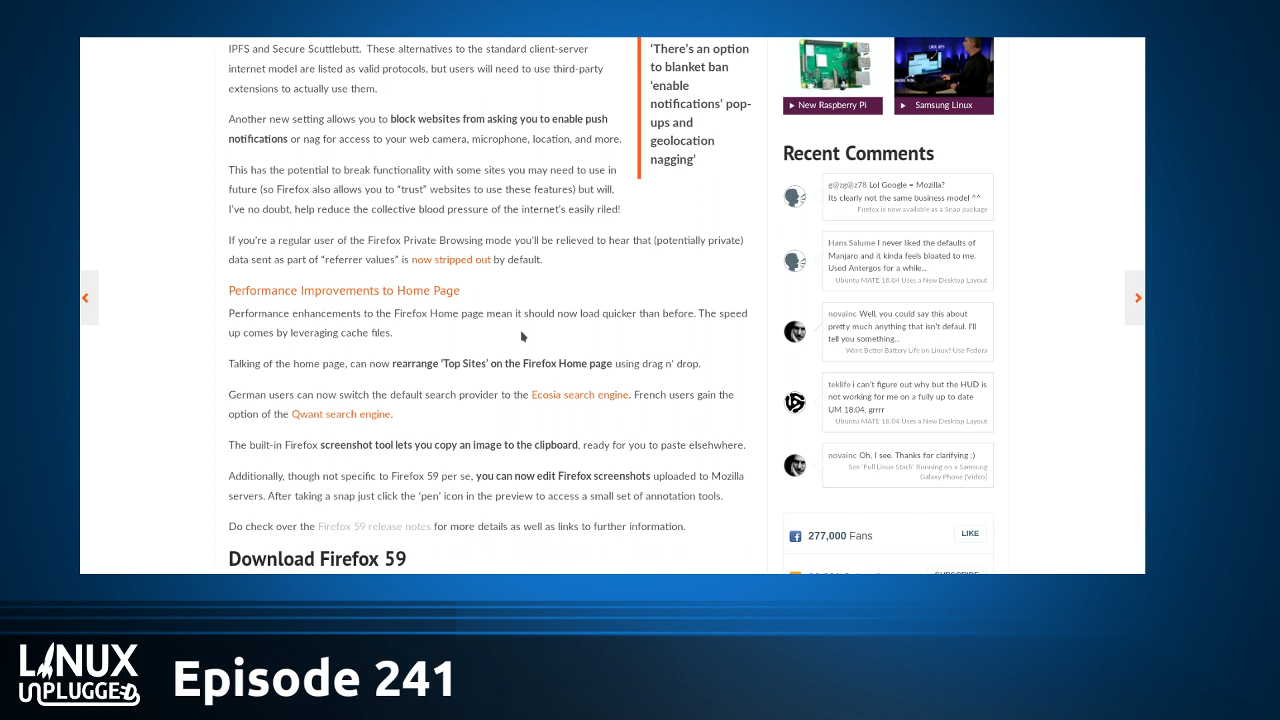 IPFS and Secure Scuttlebutt. These alternatives to the standard client-server
internet model are listed as valid protocols, but users will need to use third-party
extensions to actually use them.
Another new setting allows you to block websites from asking you to enable push
notifications or nag for access to your web camera, microphone, location, and more.
This has the potential to break functionality with some sites you may need to use in
future (so Firefox also allows you to “trust” websites to use these features) but will,
I’ve no doubt, help reduce the collective blood pressure of the internet’s easily riled!
‘There’s an option
to blanket ban
‘enable
notifications’ pop-
ups and
geolocation
nagging’
If you’re a regular user of the Firefox Private Browsing mode you’ll be relieved to hear that (potentially private)
data sent as part of “referrer values” is now stripped out by default.
Performance Improvements to Home Page
Performance enhancements to the Firefox Home page mean it should now load quicker than before. The speed
up comes by leveraging cache files.
Talking of the home page, can now rearrange ‘Top Sites’ on the Firefox Home page using drag n’ drop.
German users can now switch the default search provider to the Ecosia search engine. French users gain the
option of the Qwant search engine.
The built-in Firefox screenshot tool lets you copy an image to the clipboard, ready for you to paste elsehwhere.
Additionally, though not specific to Firefox 59 per se, you can now edit Firefox screenshots uploaded to Mozilla
servers. After taking a snap just click the ‘pen’ icon in the preview to access a small set of annotation tools.
Do check over the Firefox 59 release notes for more details as well as links to further information.
Download Firefox 59
New Raspberry Pi
Samsung Linux
Recent Comments
g@zg@z78 Lol Google = Mozilla?
Its clearly not the same business model ^^
Firefox is now available as a Snap package
Hans Salume I never liked the defaults of
Manjaro and it kinda feels bloated to me.
Used Antergos for a while...
Ubuntu MATE 18.04 Uses a New Desktop Layout
novainc Well, you could say this about
pretty much anything that isn’t defaul. I’ll
tell you something...
Want Better Battery Life on Linux? Use Fedora
teklife i can’t figure out why but the HUD is
not working for me on a fully up to date
UM 18.04, grrrr
Ubuntu MATE 18.04 Uses a New Desktop Layout
novainc Oh, I see. Thanks for clarifying :)
See ‘Full Linux Stack’ Running on a Samsung
Galaxy Phone [Video]
277,000 Fans
LIKE
LINUX
UNPLUGGED
Episode 241